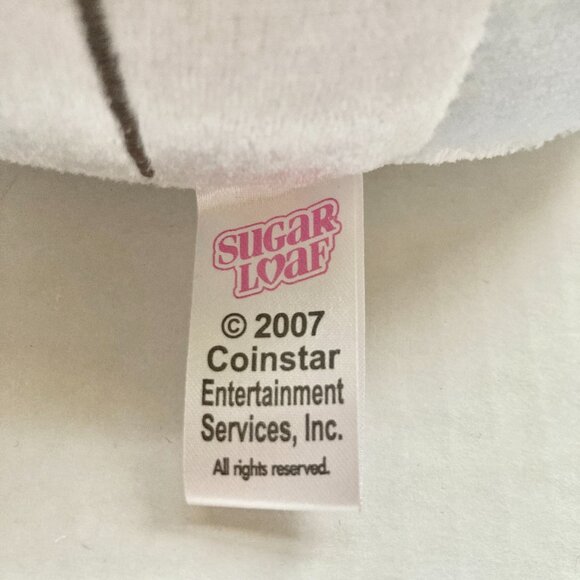 SUGAR
LOAF
© 2007
Coinstar
Entertainment
Services, Inc.
All rights reserved.